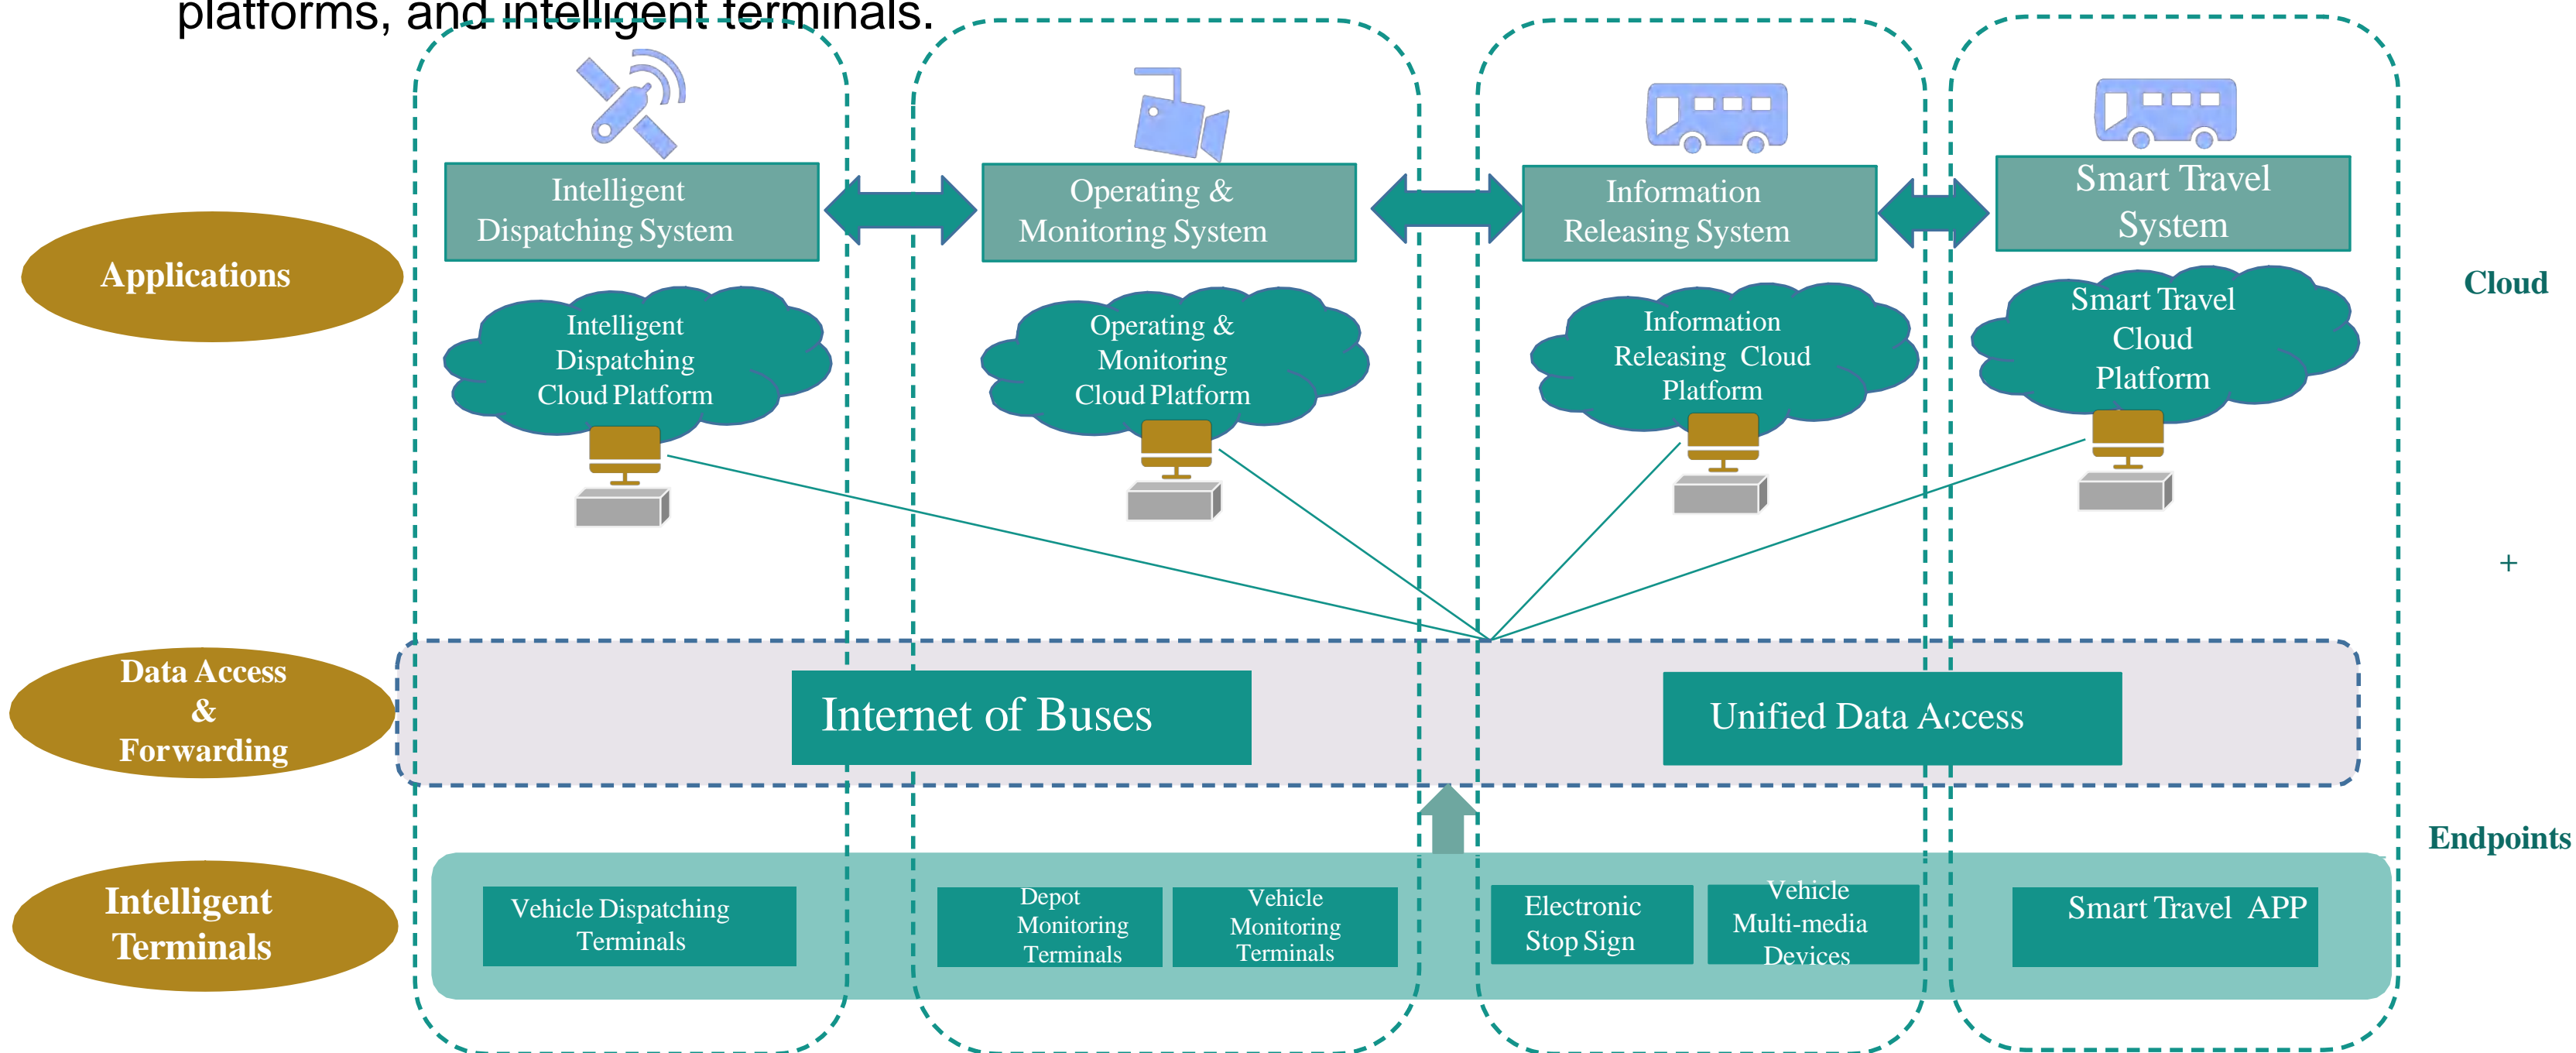 platforms, and intelligent terminals.
Intelligent
Dispatching System
Operating &
Monitoring System
Information
Releasing System
Smart Travel
System
Applications
Cloud
Intelligent
Dispatching
Cloud Platform
Operating &
Monitoring
Cloud Platform
Information
Releasing Cloud
Platform
Smart Travel
Cloud
Platform
+
Data Access
&
Forwarding
Internet of Buses
Unified Data Access
Endpoints
Intelligent
Terminals
Vehicle Dispatching
Terminals
Depot
Monitoring
Terminals
Vehicle
Monitoring
Terminals
Electronic
Stop Sign
Vehicle
Multi-media
Devices
Smart Travel APP